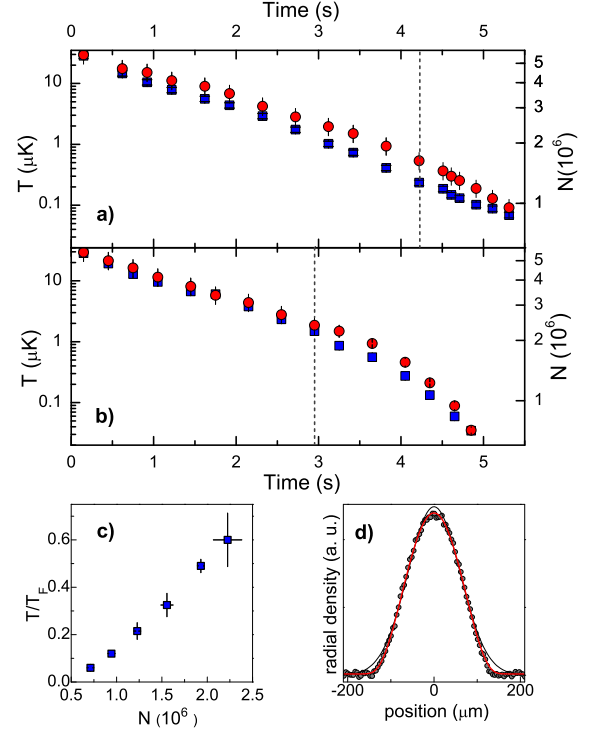 Time (s)
0 1 2 3 4 5
T (μK)
10
1
0.1
a)
5
4
3
2
1
N(10⁶)
T (μK)
10
1
0.1
b)
5
4
3
2
1
N (10⁶)
0 1 2 3 4 5
Time (s)
c)
T/T_F
0.6
0.4
0.2
0.0
0.5 1.0 1.5 2.0 2.5
N (10⁶)
d)
radial density (a. u.)
-200 0 200
position (μm)